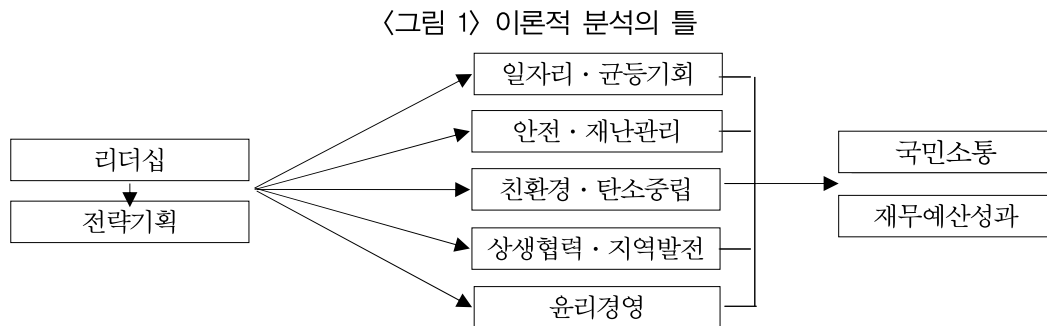 〈그림 1〉 이론적 분석의 틀
일자리·균등기회
안전·재난관리
리더십
국민소통
친환경·탄소중립
전략기획
재무예산성과
상생협력·지역발전
윤리경영